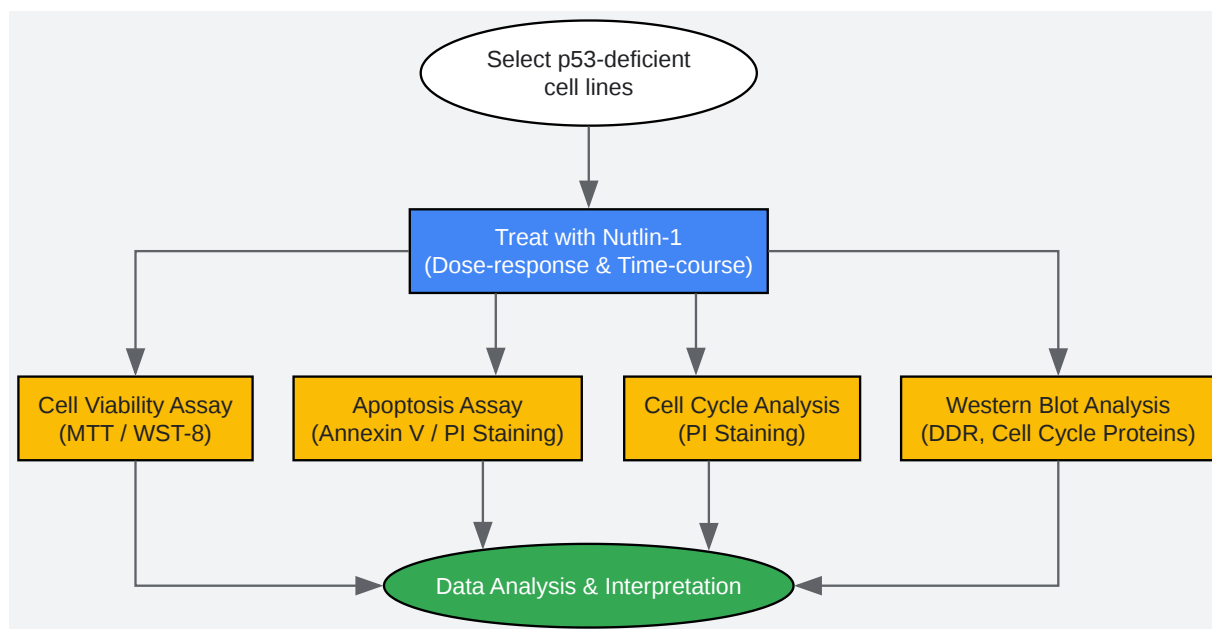 Select p53-deficient
cell lines
Treat with Nutlin-1
(Dose-response & Time-course)
Cell Viability Assay
(MTT / WST-8)
Apoptosis Assay
(Annexin V / PI Staining)
Cell Cycle Analysis
(PI Staining)
Western Blot Analysis
(DDR, Cell Cycle Proteins)
Data Analysis & Interpretation